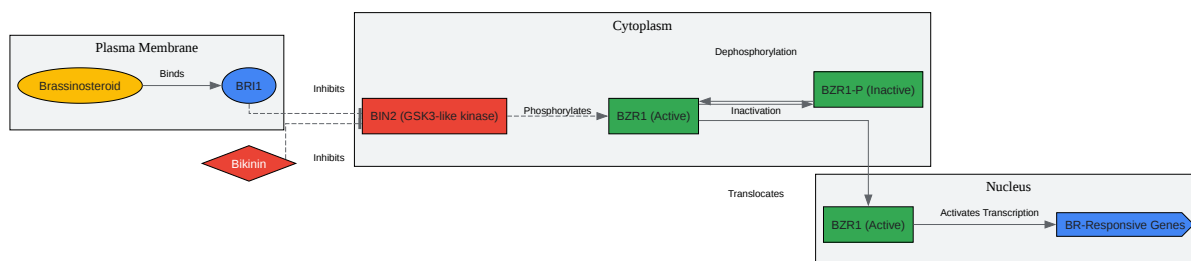 Cytoplasm
Plasma Membrane
Dephosphorylation
Binds
Brassinosteroid
BRI1
Inhibits
BZR1-P (Inactive)
BIN2 (GSK3-like kinase)
Phosphorylates
BZR1 (Active)
Inactivation
Bikinin
Inhibits
Translocates
Nucleus
Activates Transcription
BZR1 (Active)
BR-Responsive Genes